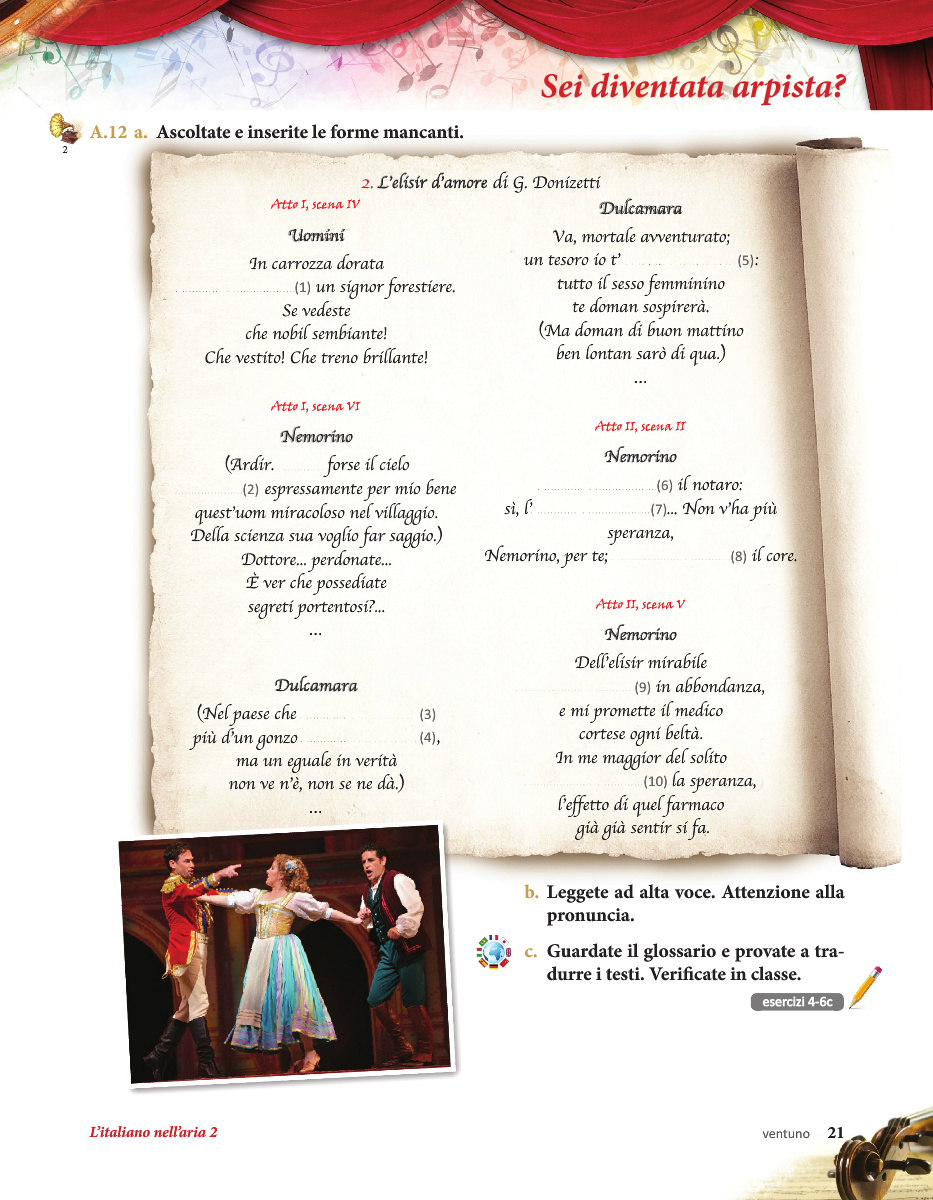 Sei diventata arpista?
2
A.12 a. Ascoltate e inserite le forme mancanti.
2. L'elisir d'amore di G. Donizetti
Atto I, scena IV
Uomini
In carrozza dorata
.................... (1) un signor forestiere.
Se vedeste
che nobil sembiante!
Che vestito! Che treno brillante!
Atto I, scena VI
Nemorino
(Ardir. .......... forse il cielo
.................... (2) espressamente per mio bene
quest'uom miracoloso nel villaggio.
Della scienza sua voglio far saggio.)
Dottore... perdonate...
È ver che possediate
segreti portentosi?...
...
Dulcamara
(Nel paese che .................... (3)
più d'un gonzo .................... (4),
ma un eguale in verità
non ve n'è, non se ne dà.)
...
Dulcamara
Va, mortale avventurato;
un tesoro io t' .................... (5):
tutto il sesso femminino
te doman sospirerà.
(Ma doman di buon mattino
ben lontan sarò di qua.)
...
Atto II, scena II
Nemorino
.................... (6) il notaro:
sì, l' .................... (7)... Non v'ha più
speranza,
Nemorino, per te; .................... (8) il core.
Atto II, scena V
Nemorino
Dell'elisir mirabile
.................... (9) in abbondanza,
e mi promette il medico
cortese ogni beltà.
In me maggior del solito
.................... (10) la speranza,
l'effetto di quel farmaco
già già sentir si fa.
b. Leggete ad alta voce. Attenzione alla
pronuncia.
c. Guardate il glossario e provate a tra-
durre i testi. Verificate in classe.
esercizi 4-6c
L'italiano nell'aria 2
ventuno 21